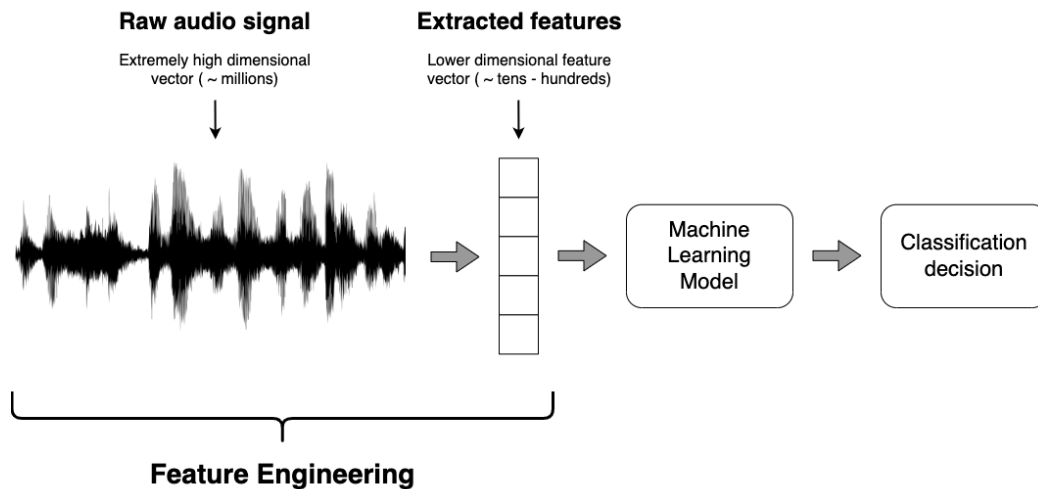 Raw audio signal
Extremely high dimensional
vector ( ~ millions)
Extracted features
Lower dimensional feature
vector ( ~ tens - hundreds)
Machine
Learning
Model
Classification
decision
Feature Engineering